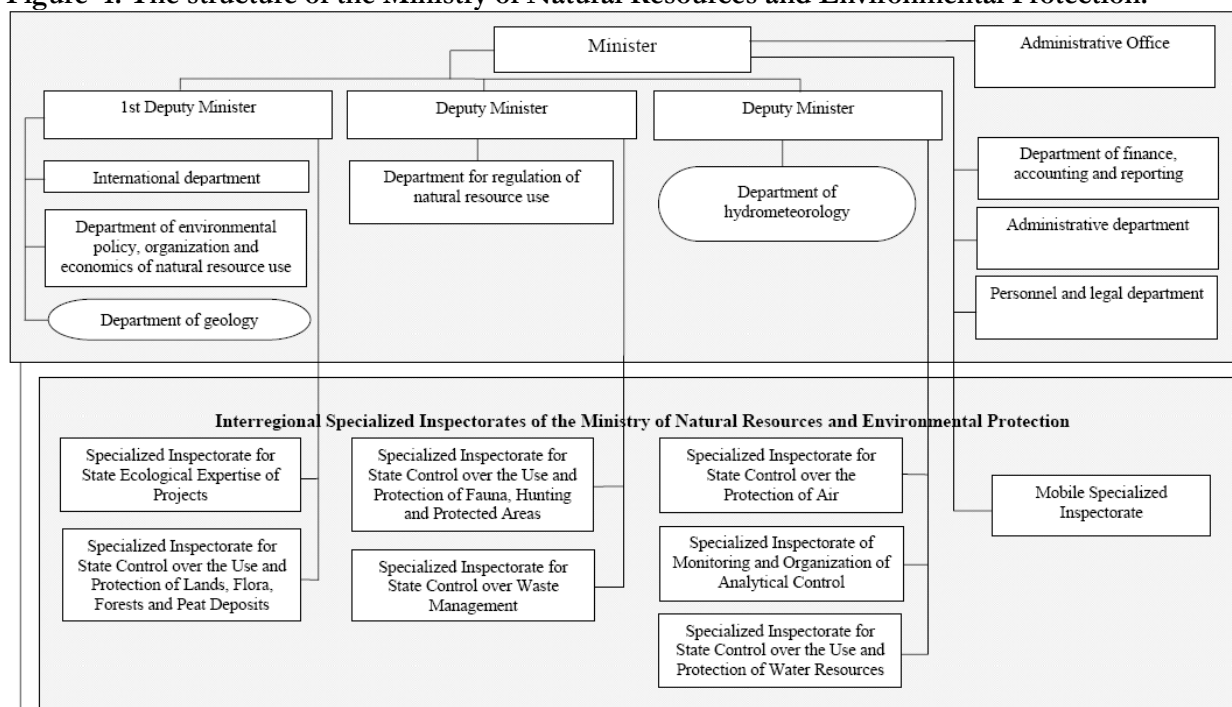 Figure 4. The structure of the Ministry of Natural Resources and Environmental Protection.
Minister
Administrative Office
1st Deputy Minister
Deputy Minister
Deputy Minister
International department
Department of environmental
policy, organization and
economics of natural resource use
Department of geology
Department for regulation of
natural resource use
Department of
hydrometeorology
Department of finance,
accounting and reporting
Administrative department
Personnel and legal department
Interregional Specialized Inspectorates of the Ministry of Natural Resources and Environmental Protection
Specialized Inspectorate for
State Ecological Expertise of
Projects
Specialized Inspectorate for
State Control over the Use and
Protection of Lands, Flora,
Forests and Peat Deposits
Specialized Inspectorate for
State Control over the Use and
Protection of Fauna, Hunting
and Protected Areas
Specialized Inspectorate for
State Control over Waste
Management
Specialized Inspectorate for
State Control over the
Protection of Air
Specialized Inspectorate of
Monitoring and Organization of
Analytical Control
Specialized Inspectorate for
State Control over the Use and
Protection of Water Resources
Mobile Specialized
Inspectorate